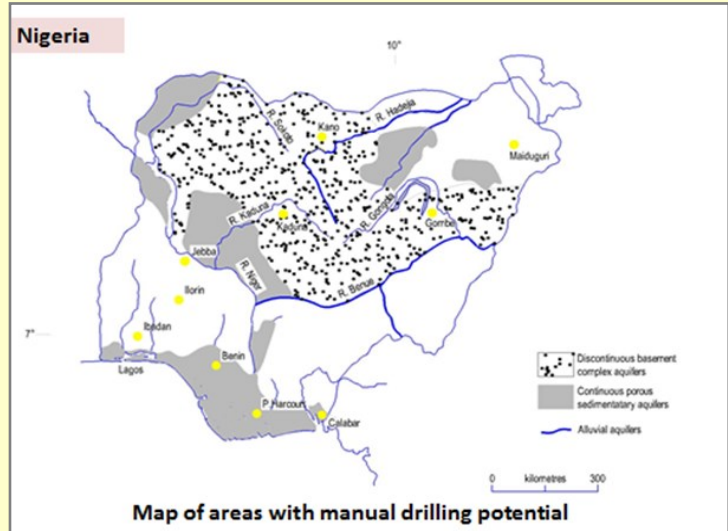 Nigeria
10°
R. Sokoto
Kano
R. Hadejia
Maiduguri
R. Kaduna
Kaduna
R. Gongola
Gombe
Jebba
R. Niger
R. Benue
Ilorin
7°
Ibadan
Lagos
Benin
P.Harcourt
Calabar
Discontinuous basement
complex aquifers
Continuous porous
sedimentatary aquifers
Alluvial aquifers
0 kilometres 300
Map of areas with manual drilling potential